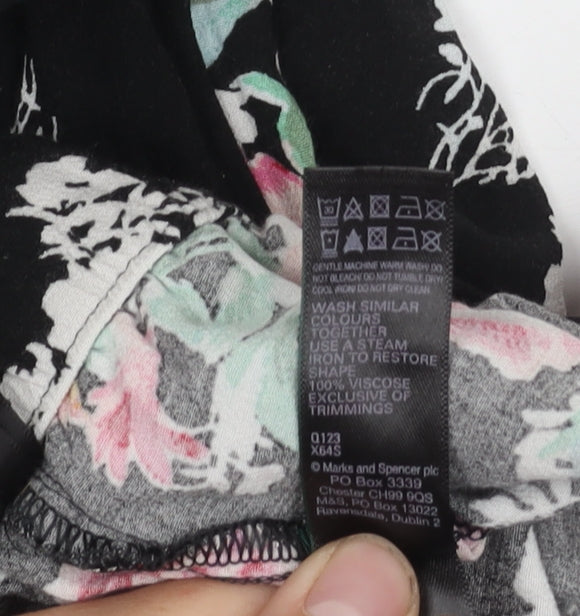 30
GENTLE MACHINE WARM WASH/DO
NOT BLEACH/DO NOT TUMBLE DRY/
COOL IRON/DO NOT DRY CLEAN
WASH SIMILAR
COLOURS
TOGETHER
USE A STEAM
IRON TO RESTORE
SHAPE
100% VISCOSE
EXCLUSIVE OF
TRIMMINGS
Q123
X64S
© Marks and Spencer plc
PO Box 3339
Chester CH99 9QS
M&S, PO Box 13022
Ravensdale, Dublin 2